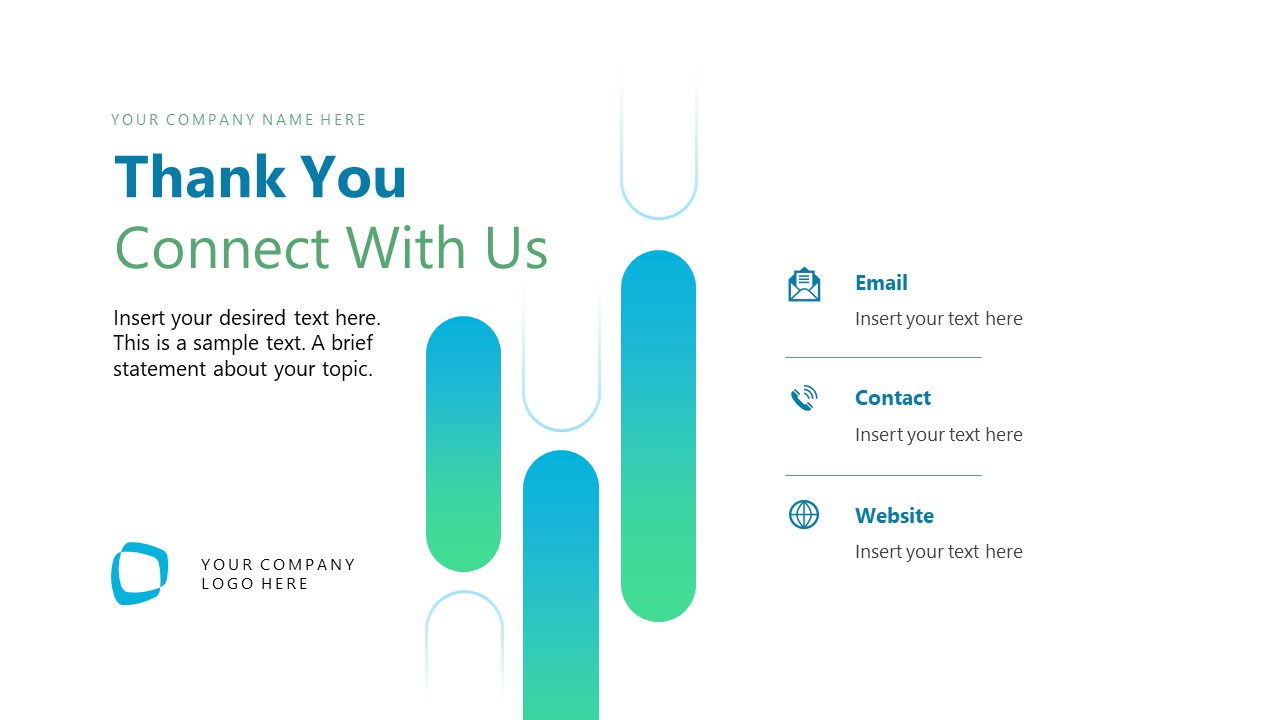 YOUR COMPANY NAME HERE
Thank You
Connect With Us
Insert your desired text here.
This is a sample text. A brief
statement about your topic.
YOUR COMPANY
LOGO HERE
Email
Insert your text here
Contact
Insert your text here
Website
Insert your text here